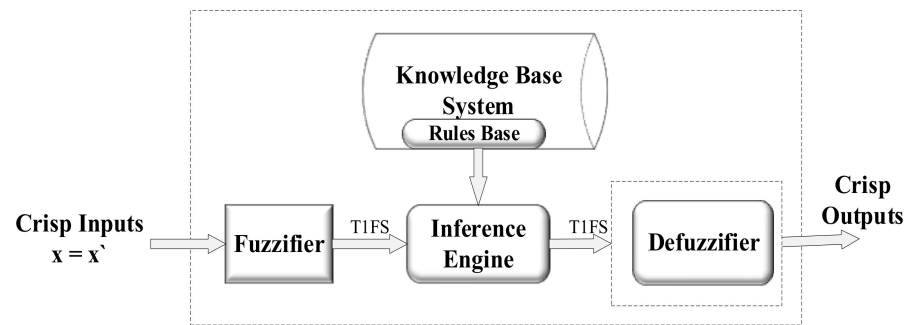 Knowledge Base
System
Rules Base
Crisp Inputs
x = x`
Fuzzifier
T1FS
Inference
Engine
T1FS
Defuzzifier
Crisp
Outputs